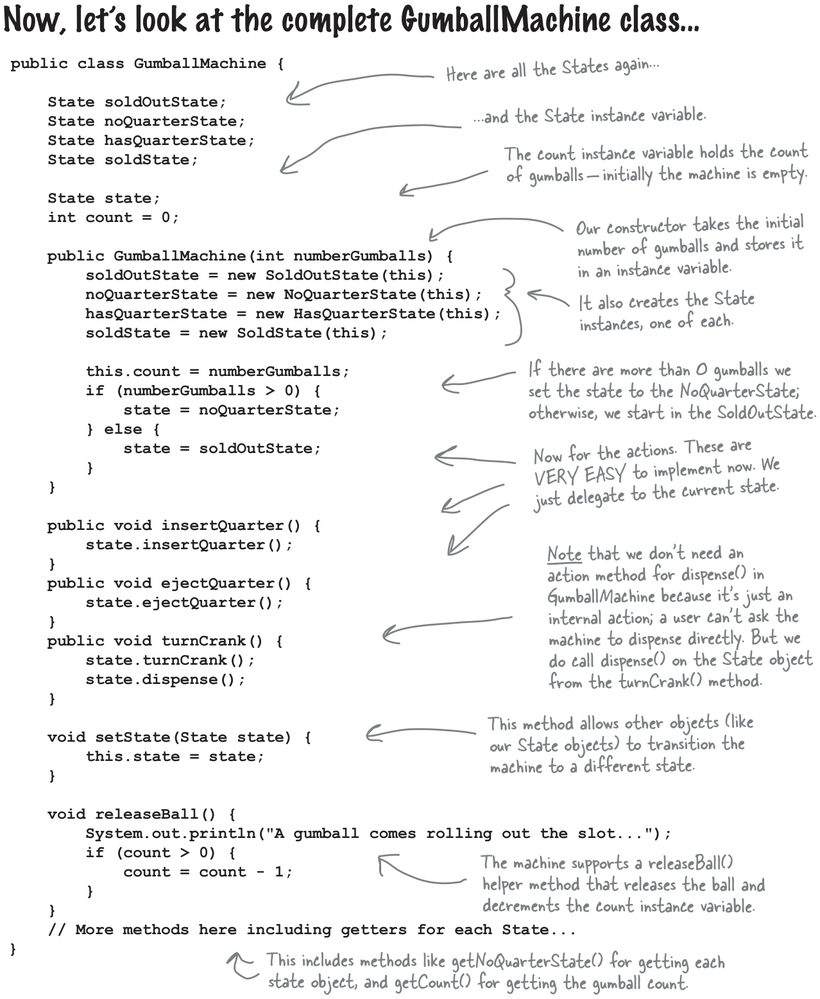 Now, let's look at the complete GumballMachine class...
public class GumballMachine {
Here are all the States again...
State soldOutState;
State noQuarterState;
State hasQuarterState;
State soldState;
...and the State instance variable.
State state;
int count = 0;
The count instance variable holds the count
of gumballs – initially the machine is empty.
public GumballMachine(int numberGumballs) {
soldOutState = new SoldOutState(this);
noQuarterState = new NoQuarterState(this);
hasQuarterState = new HasQuarterState(this);
soldState = new SoldState(this);
Our constructor takes the initial
number of gumballs and stores it
in an instance variable.
It also creates the State
instances, one of each.
this.count = numberGumballs;
if (numberGumballs > 0) {
state = noQuarterState;
} else {
state = soldOutState;
}
}
If there are more than 0 gumballs we
set the state to the NoQuarterState;
otherwise, we start in the SoldOutState.
Now for the actions. These are
VERY EASY to implement now. We
just delegate to the current state.
public void insertQuarter() {
state.insertQuarter();
}
public void ejectQuarter() {
state.ejectQuarter();
}
public void turnCrank() {
state.turnCrank();
state.dispense();
}
Note that we don't need an
action method for dispense() in
GumballMachine because it's just an
internal action; a user can't ask the
machine to dispense directly. But we
do call dispense() on the State object
from the turnCrank() method.
void setState(State state) {
this.state = state;
}
This method allows other objects (like
our State objects) to transition the
machine to a different state.
void releaseBall() {
System.out.println("A gumball comes rolling out the slot...");
if (count > 0) {
count = count - 1;
}
}
The machine supports a releaseBall()
helper method that releases the ball and
decrements the count instance variable.
// More methods here including getters for each State...
}
This includes methods like getNoQuarterState() for getting each
state object, and getCount() for getting the gumball count.